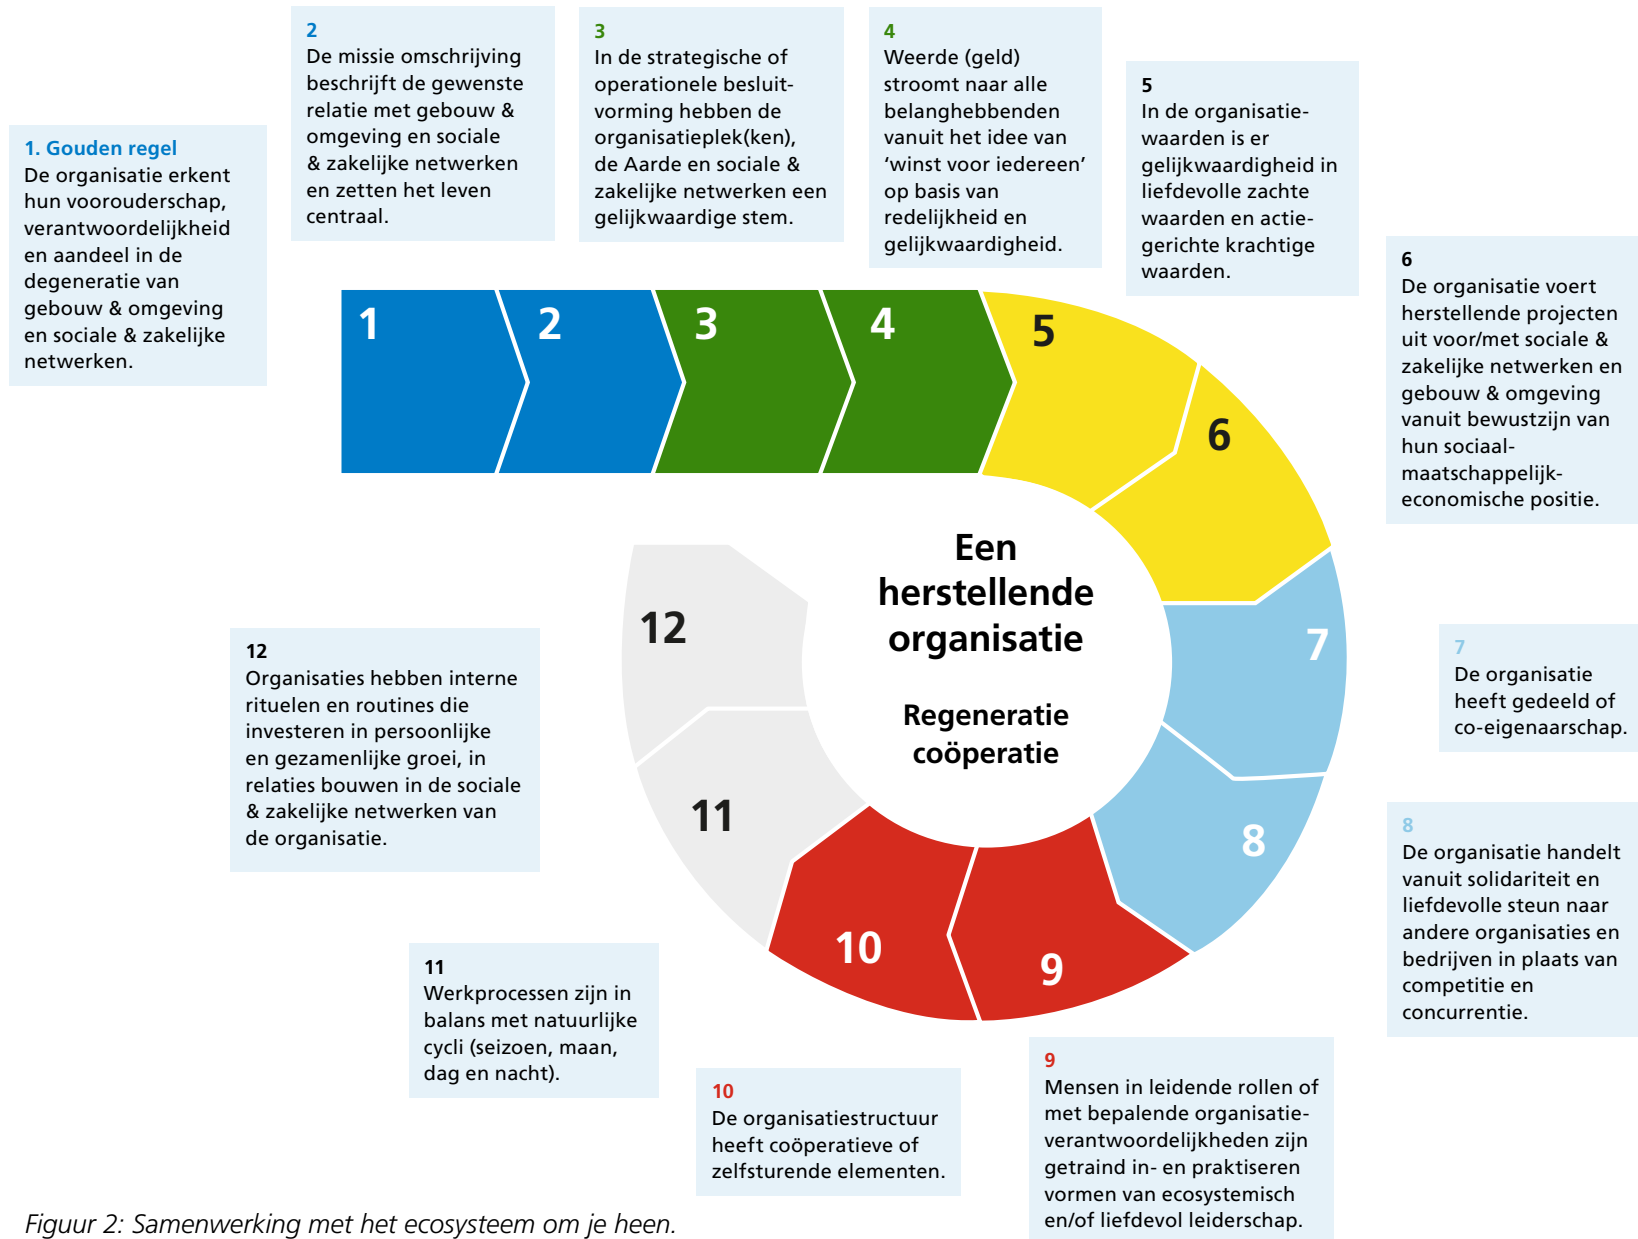 1. Gouden regel
De organisatie erkent
hun voorouderschap,
verantwoordelijkheid
en aandeel in de
degeneratie van
gebouw & omgeving
en sociale & zakelijke
netwerken.
2
De missie omschrijving
beschrijft de gewenste
relatie met gebouw &
omgeving en sociale
& zakelijke netwerken
en zetten het leven
centraal.
3
In de strategische of
operationele besluit-
vorming hebben de
organisatieplek(ken),
de Aarde en sociale &
zakelijke netwerken een
gelijkwaardige stem.
4
Weerde (geld)
stroomt naar alle
belanghebbenden
vanuit het idee van
‘winst voor iedereen’
op basis van
redelijkheid en
gelijkwaardigheid.
5
In de organisatie-
waarden is er
gelijkwaardigheid in
liefdevolle zachte
waarden en actie-
gerichte krachtige
waarden.
6
De organisatie voert
herstellende projecten
uit voor/met sociale &
zakelijke netwerken en
gebouw & omgeving
vanuit bewustzijn van
hun sociaal-
maatschappelijk-
economische positie.
7
De organisatie
heeft gedeeld of
co-eigenaarschap.
8
De organisatie handelt
vanuit solidariteit en
liefdevolle steun naar
andere organisaties en
bedrijven in plaats van
competitie en
concurrentie.
9
Mensen in leidende rollen of
met bepalende organisatie-
verantwoordelijkheden zijn
getraind in- en praktiseren
vormen van ecosystemisch
en/of liefdevol leiderschap.
10
De organisatiestructuur
heeft coöperatieve of
zelfsturende elementen.
11
Werkprocessen zijn in
balans met natuurlijke
cycli (seizoen, maan,
dag en nacht).
12
Organisaties hebben interne
rituelen en routines die
investeren in persoonlijke
en gezamenlijke groei, in
relaties bouwen in de sociale
& zakelijke netwerken van
de organisatie.
1
2
3
4
5
6
7
8
9
10
11
12
Een
herstellende
organisatie
Regeneratie
coöperatie
Figuur 2: Samenwerking met het ecosysteem om je heen.